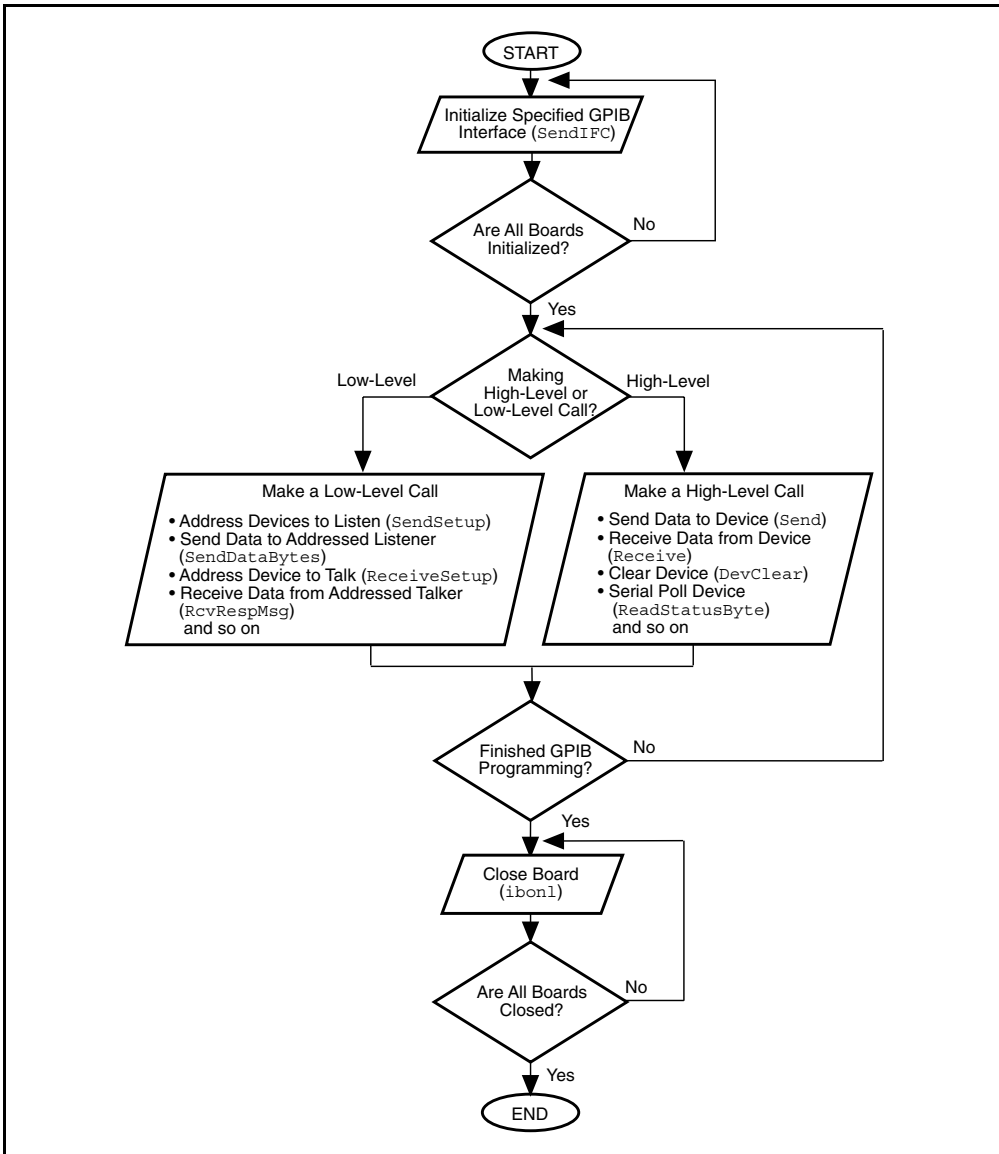 START
Initialize Specified GPIB
Interface (SendIFC)
Are All Boards
Initialized?
No
Yes
Making
High-Level or
Low-Level Call?
Low-Level
High-Level
Make a Low-Level Call
• Address Devices to Listen (SendSetup)
• Send Data to Addressed Listener
(SendDataBytes)
• Address Device to Talk (ReceiveSetup)
• Receive Data from Addressed Talker
(RcvRespMsg)
and so on
Make a High-Level Call
• Send Data to Device (Send)
• Receive Data from Device
(Receive)
• Clear Device (DevClear)
• Serial Poll Device
(ReadStatusByte)
and so on
Finished GPIB
Programming?
No
Yes
Close Board
(ibonl)
Are All Boards
Closed?
No
Yes
END